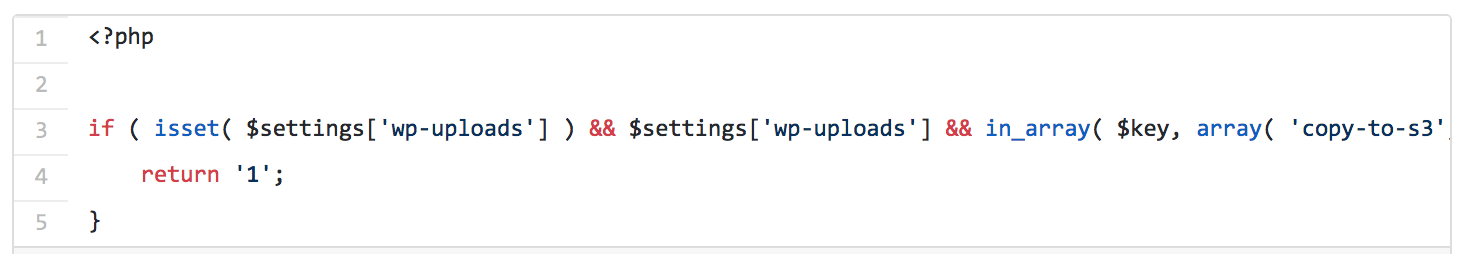 1 <?php
2
3 if ( isset( $settings['wp-uploads'] ) && $settings['wp-uploads'] && in_array( $key, array( 'copy-to-s3'
4 return '1';
5 }